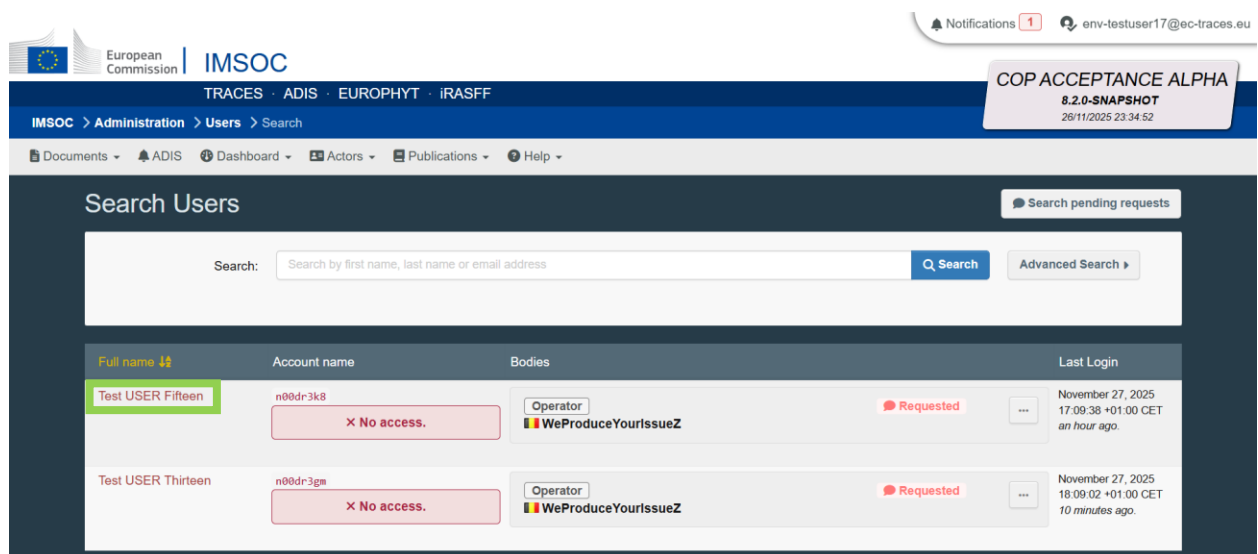 Notifications 1 env-testuser17@ec-traces.eu
European
Commission
IMSOC
TRACES · ADIS · EUROPHYT · iRASFF
COP ACCEPTANCE ALPHA
8.2.0-SNAPSHOT
26/11/2025 23:34:52
IMSOC > Administration > Users > Search
Documents ADIS Dashboard Actors Publications Help
Search Users
Search pending requests
Search: Search by first name, last name or email address Search Advanced Search
Full name Account name Bodies Last Login
Test USER Fifteen
n00dr3k8
× No access.
Operator
WeProduceYourIssueZ
Requested
...
November 27, 2025
17:09:38 +01:00 CET
an hour ago.
Test USER Thirteen
n00dr3gm
× No access.
Operator
WeProduceYourIssueZ
Requested
...
November 27, 2025
18:09:02 +01:00 CET
10 minutes ago.